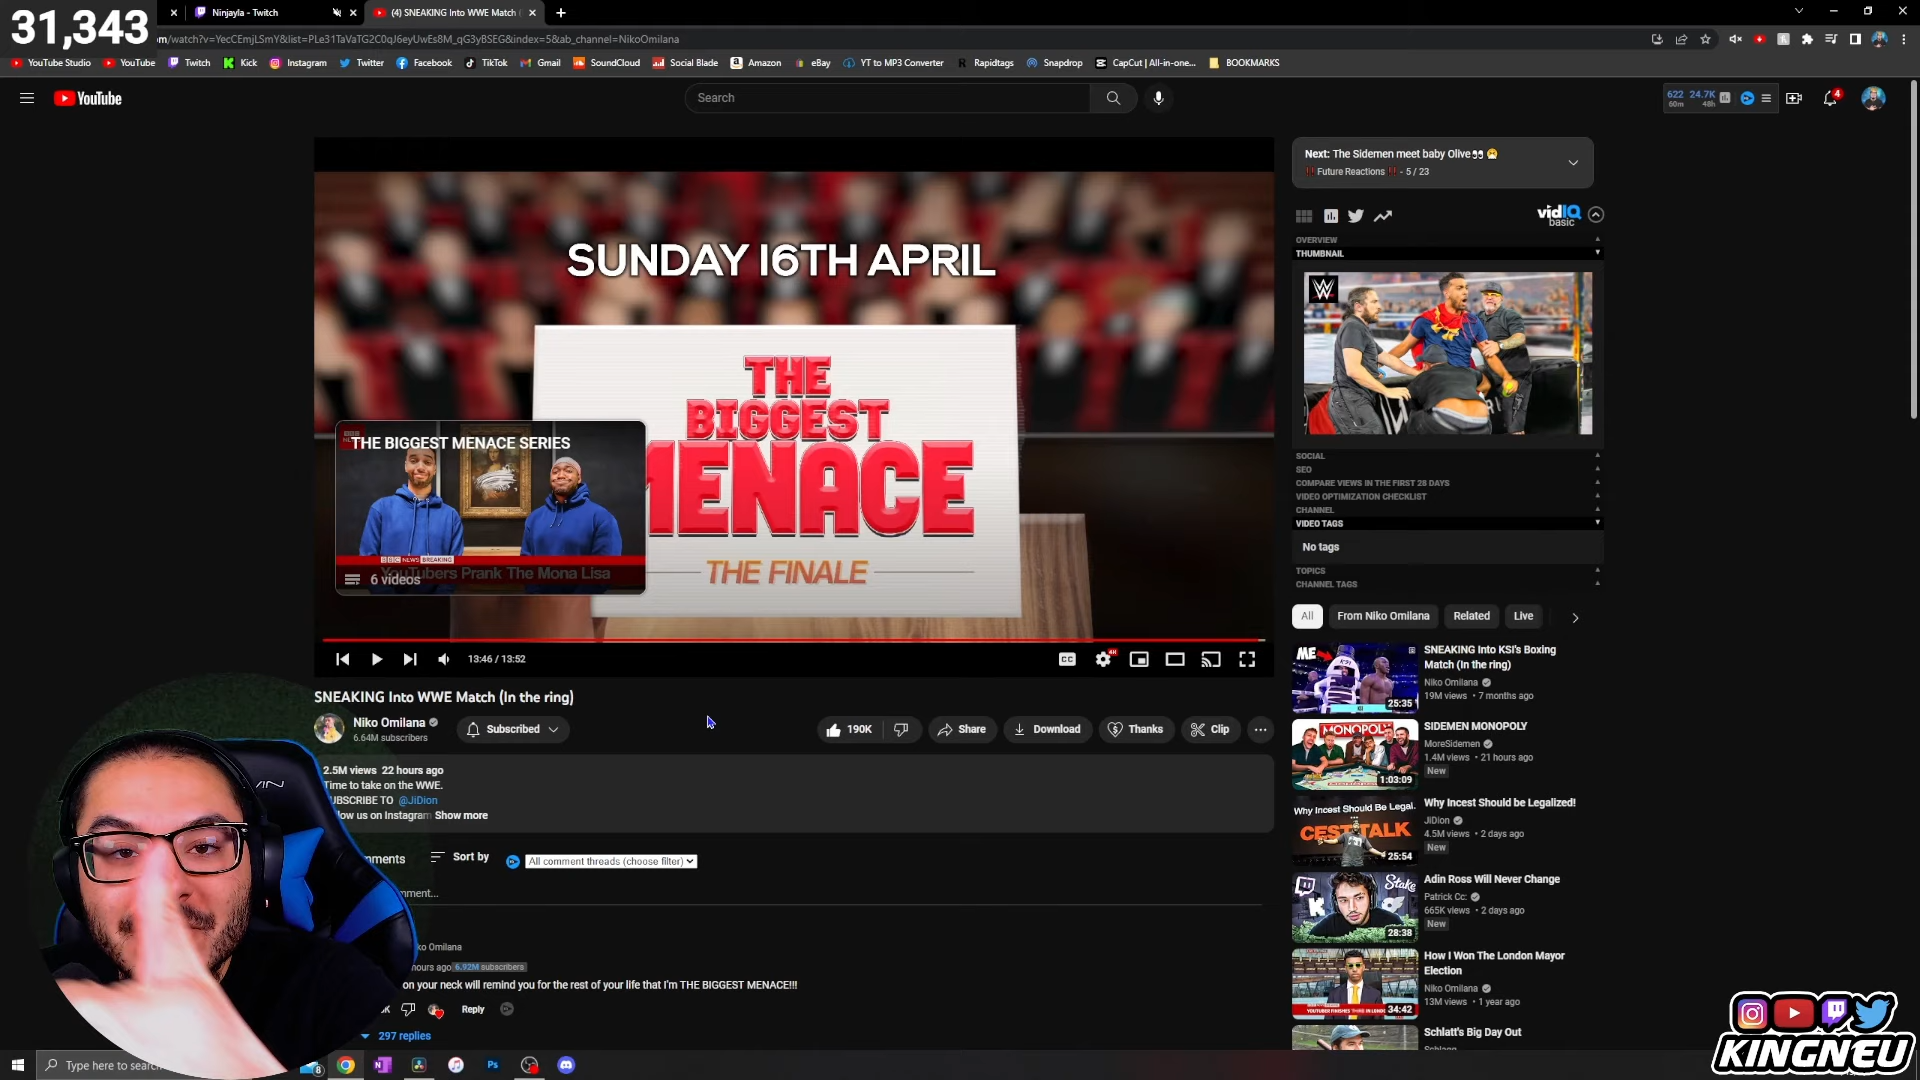 31,343
Ninjayla - Twitch
(4) SNEAKING Into WWE Match (
m/watch?v=YecCEmjLSmY&list=PLe31TaVaTG2C0qJ6eyUwEs8M_qG3yBSEG&index=5&ab_channel=NikoOmilana
YouTube Studio YouTube Twitch Kick Instagram Twitter Facebook TikTok Gmail SoundCloud Social Blade Amazon eBay YT to MP3 Converter Rapidtags Snapdrop CapCut | All-in-one... BOOKMARKS
YouTube
Search
622 24.7K
60m 48h
4
SUNDAY 16TH APRIL
THE
BIGGEST
MENACE
THE FINALE
THE BIGGEST MENACE SERIES
BBC NEWS BREAKING
YouTubers Prank The Mona Lisa
6 videos
13:46 / 13:52
CC
SNEAKING Into WWE Match (In the ring)
Niko Omilana
6.64M subscribers
Subscribed
190K
Share
Download
Thanks
Clip
2.5M views 22 hours ago
Time to take on the WWE.
UBSCRIBE TO @JiDion
low us on Instagram Show more
mments
Sort by
All comment threads (choose filter)
mment...
ko Omilana
hours ago 6.92M subscribers
on your neck will remind you for the rest of your life that I'm THE BIGGEST MENACE!!!
Reply
297 replies
Next: The Sidemen meet baby Olive
Future Reactions - 5 / 23
vidIQ
basic
OVERVIEW
THUMBNAIL
W
SOCIAL
SEO
COMPARE VIEWS IN THE FIRST 28 DAYS
VIDEO OPTIMIZATION CHECKLIST
CHANNEL
VIDEO TAGS
No tags
TOPICS
CHANNEL TAGS
All
From Niko Omilana
Related
Live
ME
25:35
SNEAKING Into KSI's Boxing
Match (In the ring)
Niko Omilana
19M views • 7 months ago
MONOPOLY
1:03:09
SIDEMEN MONOPOLY
MoreSidemen
1.4M views • 21 hours ago
New
Why Incest Should Be Legal.
CEST TALK
25:54
Why Incest Should be Legalized!
JiDion
4.5M views • 2 days ago
New
Stake
K
28:38
Adin Ross Will Never Change
Patrick Cc:
665K views • 2 days ago
New
34:42
How I Won The London Mayor
Election
Niko Omilana
13M views • 1 year ago
Schlatt's Big Day Out
Type here to search
8
Ps
KINGNEU